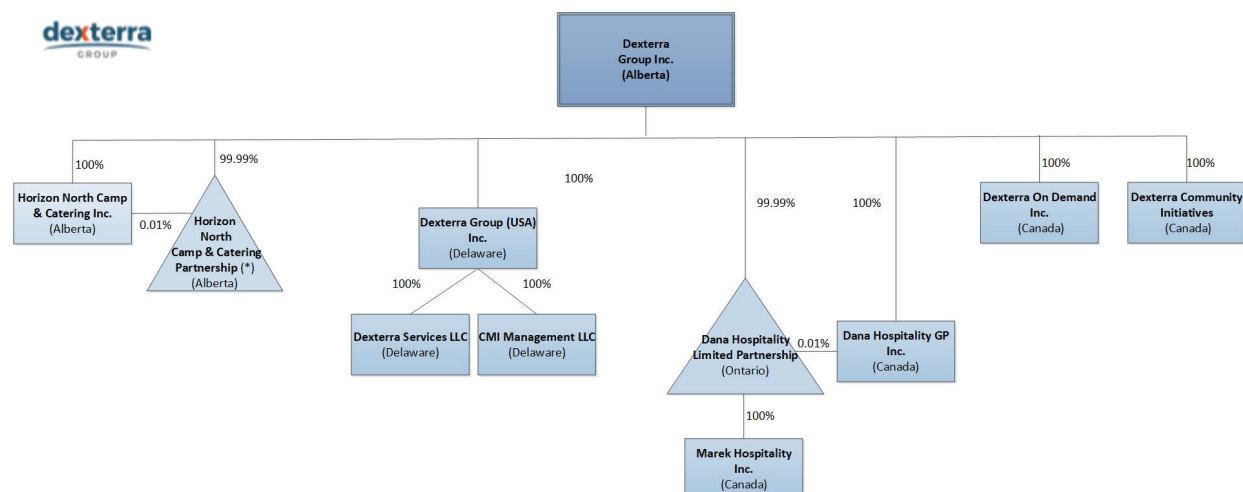 dexterra
GROUP
Dexterra
Group Inc.
(Alberta)
100%
99.99%
100%
99.99%
100%
100%
100%
Horizon North Camp
& Catering Inc.
(Alberta)
0.01%
Horizon
North
Camp & Catering
Partnership (*)
(Alberta)
Dexterra Group (USA)
Inc.
(Delaware)
Dexterra On Demand
Inc.
(Canada)
Dexterra Community
Initiatives
(Canada)
100%
100%
Dexterra Services LLC
(Delaware)
CMI Management LLC
(Delaware)
Dana Hospitality
Limited Partnership
(Ontario)
0.01%
Dana Hospitality GP
Inc.
(Canada)
100%
Marek Hospitality
Inc.
(Canada)